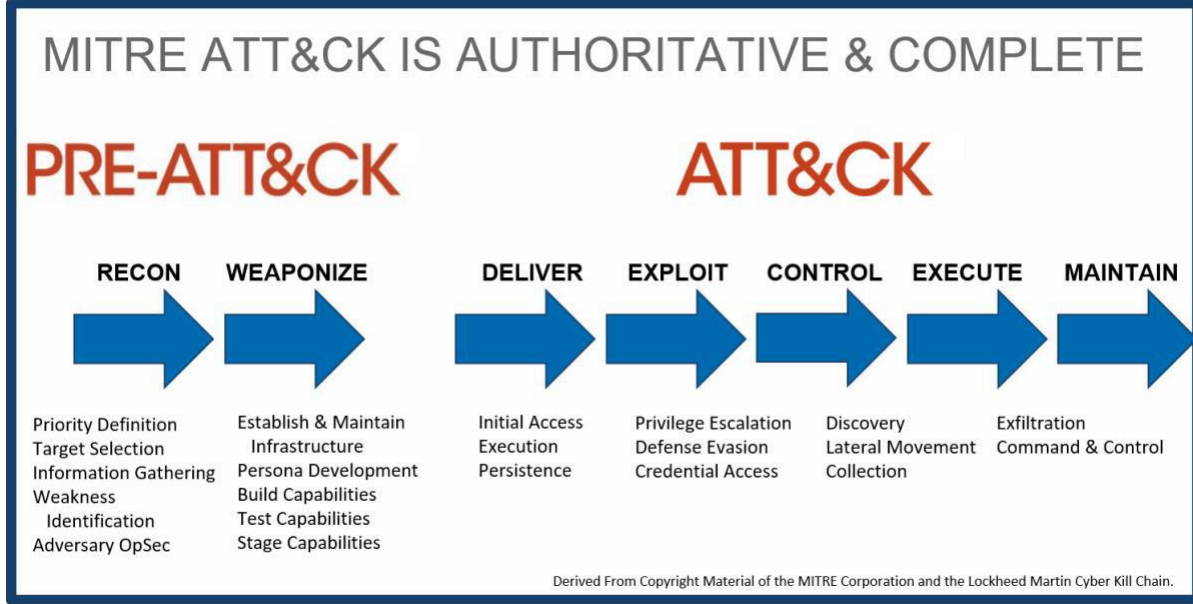 MITRE ATT&CK IS AUTHORITATIVE & COMPLETE
PRE-ATT&CK
ATT&CK
RECON
WEAPONIZE
DELIVER
EXPLOIT
CONTROL
EXECUTE
MAINTAIN
Priority Definition
Target Selection
Information Gathering
Weakness
Identification
Adversary OpSec
Establish & Maintain
Infrastructure
Persona Development
Build Capabilities
Test Capabilities
Stage Capabilities
Initial Access
Execution
Persistence
Privilege Escalation
Defense Evasion
Credential Access
Discovery
Lateral Movement
Collection
Exfiltration
Command & Control
Derived From Copyright Material of the MITRE Corporation and the Lockheed Martin Cyber Kill Chain.